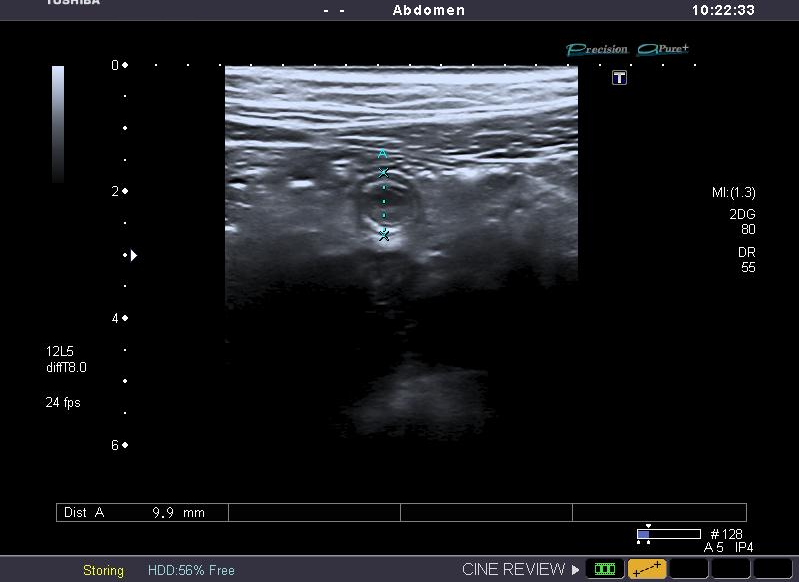 TOSHIBA
- - Abdomen 10:22:33
Precision APure+
T
0
A
2
MI:(1.3)
2DG
80
DR
55
4
12L5
diffT8.0
24 fps
6
Dist A 9.9 mm
#128
A 5 IP4
Storing HDD:56% Free CINE REVIEW